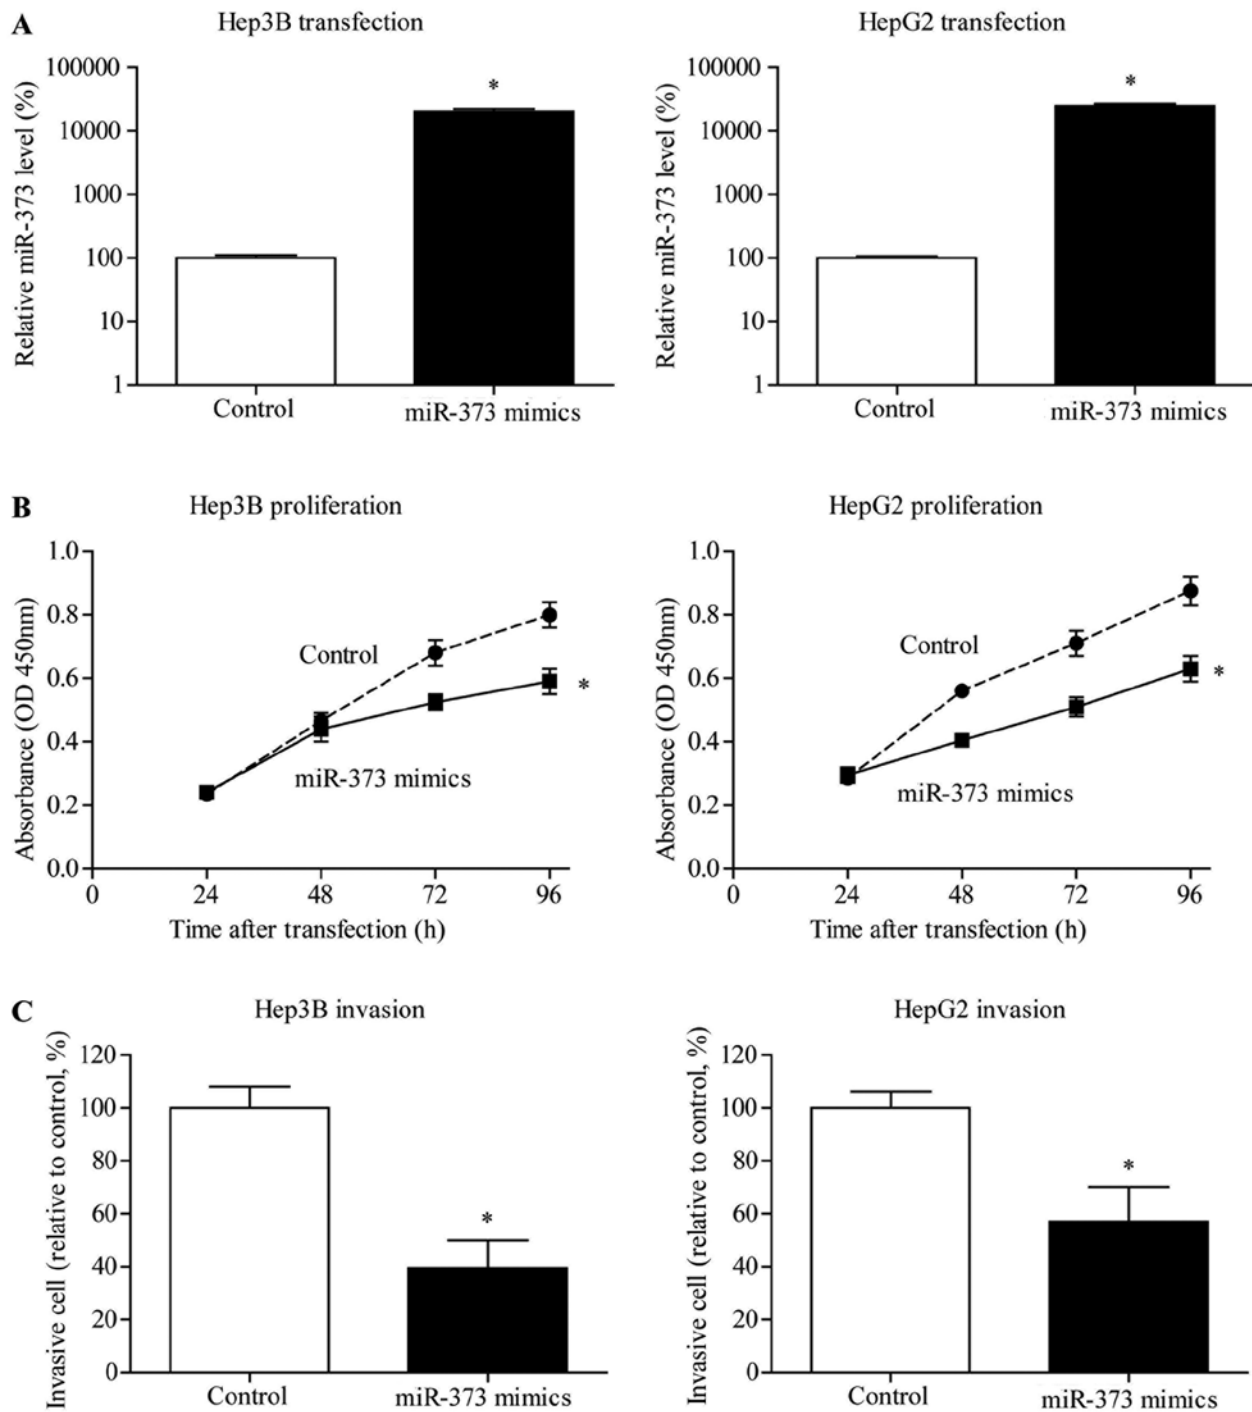 A
Hep3B transfection
Relative miR-373 level (%)
100000
10000
1000
100
10
1
*
Control
miR-373 mimics
HepG2 transfection
Relative miR-373 level (%)
100000
10000
1000
100
10
1
*
Control
miR-373 mimics
B
Hep3B proliferation
Absorbance (OD 450nm)
1.0
0.8
0.6
0.4
0.2
0.0
Control
*
miR-373 mimics
0 24 48 72 96
Time after transfection (h)
HepG2 proliferation
Absorbance (OD 450nm)
1.0
0.8
0.6
0.4
0.2
0.0
Control
*
miR-373 mimics
0 24 48 72 96
Time after transfection (h)
C
Hep3B invasion
Invasive cell (relative to control, %)
120
100
80
60
40
20
0
*
Control
miR-373 mimics
HepG2 invasion
Invasive cell (relative to control, %)
120
100
80
60
40
20
0
*
Control
miR-373 mimics